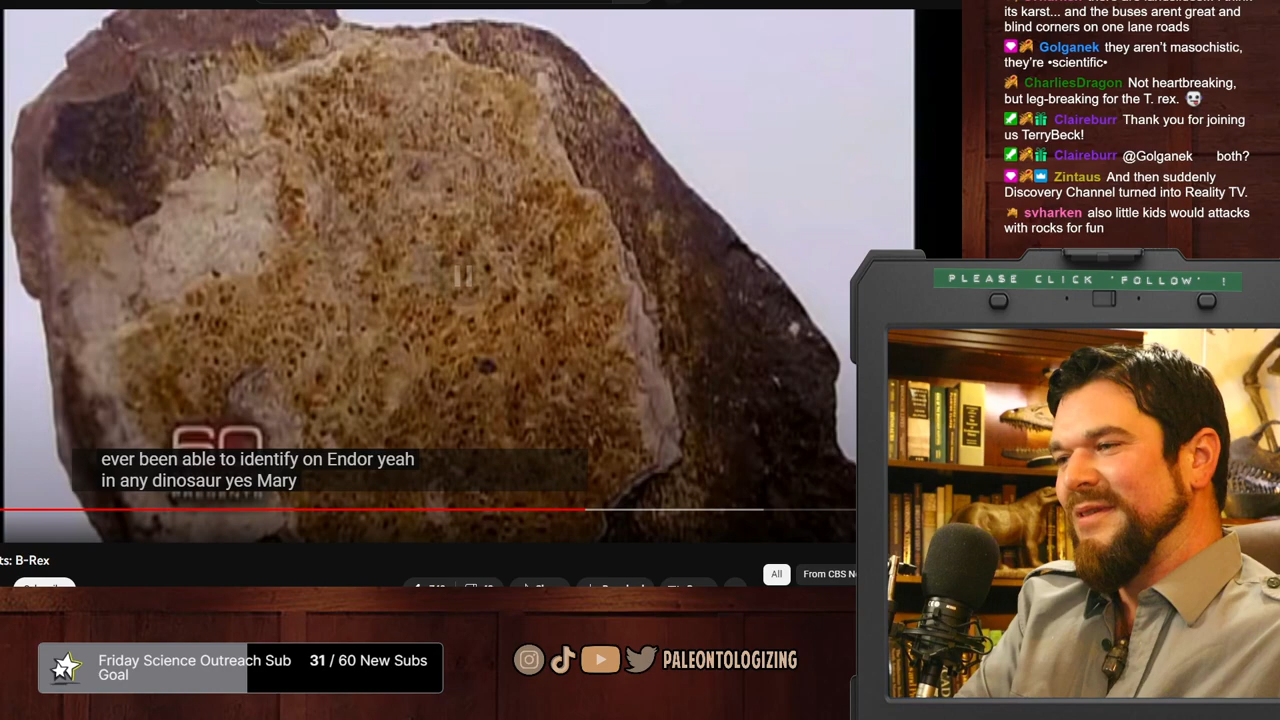 its karst... and the buses arent great and
blind corners on one lane roads
Golganek they aren't masochistic,
they're •scientific•
CharliesDragon Not heartbreaking,
but leg-breaking for the T. rex.
Claireburr Thank you for joining
us TerryBeck!
Claireburr @Golganek both?
Zintaus And then suddenly
Discovery Channel turned into Reality TV.
svharken also little kids would attacks
with rocks for fun
PLEASE CLICK 'FOLLOW' !
60
ever been able to identify on Endor yeah
in any dinosaur yes Mary
ts: B-Rex
All
From CBS Ne
Friday Science Outreach Sub
Goal
31 / 60 New Subs
PALEONTOLOGIZING